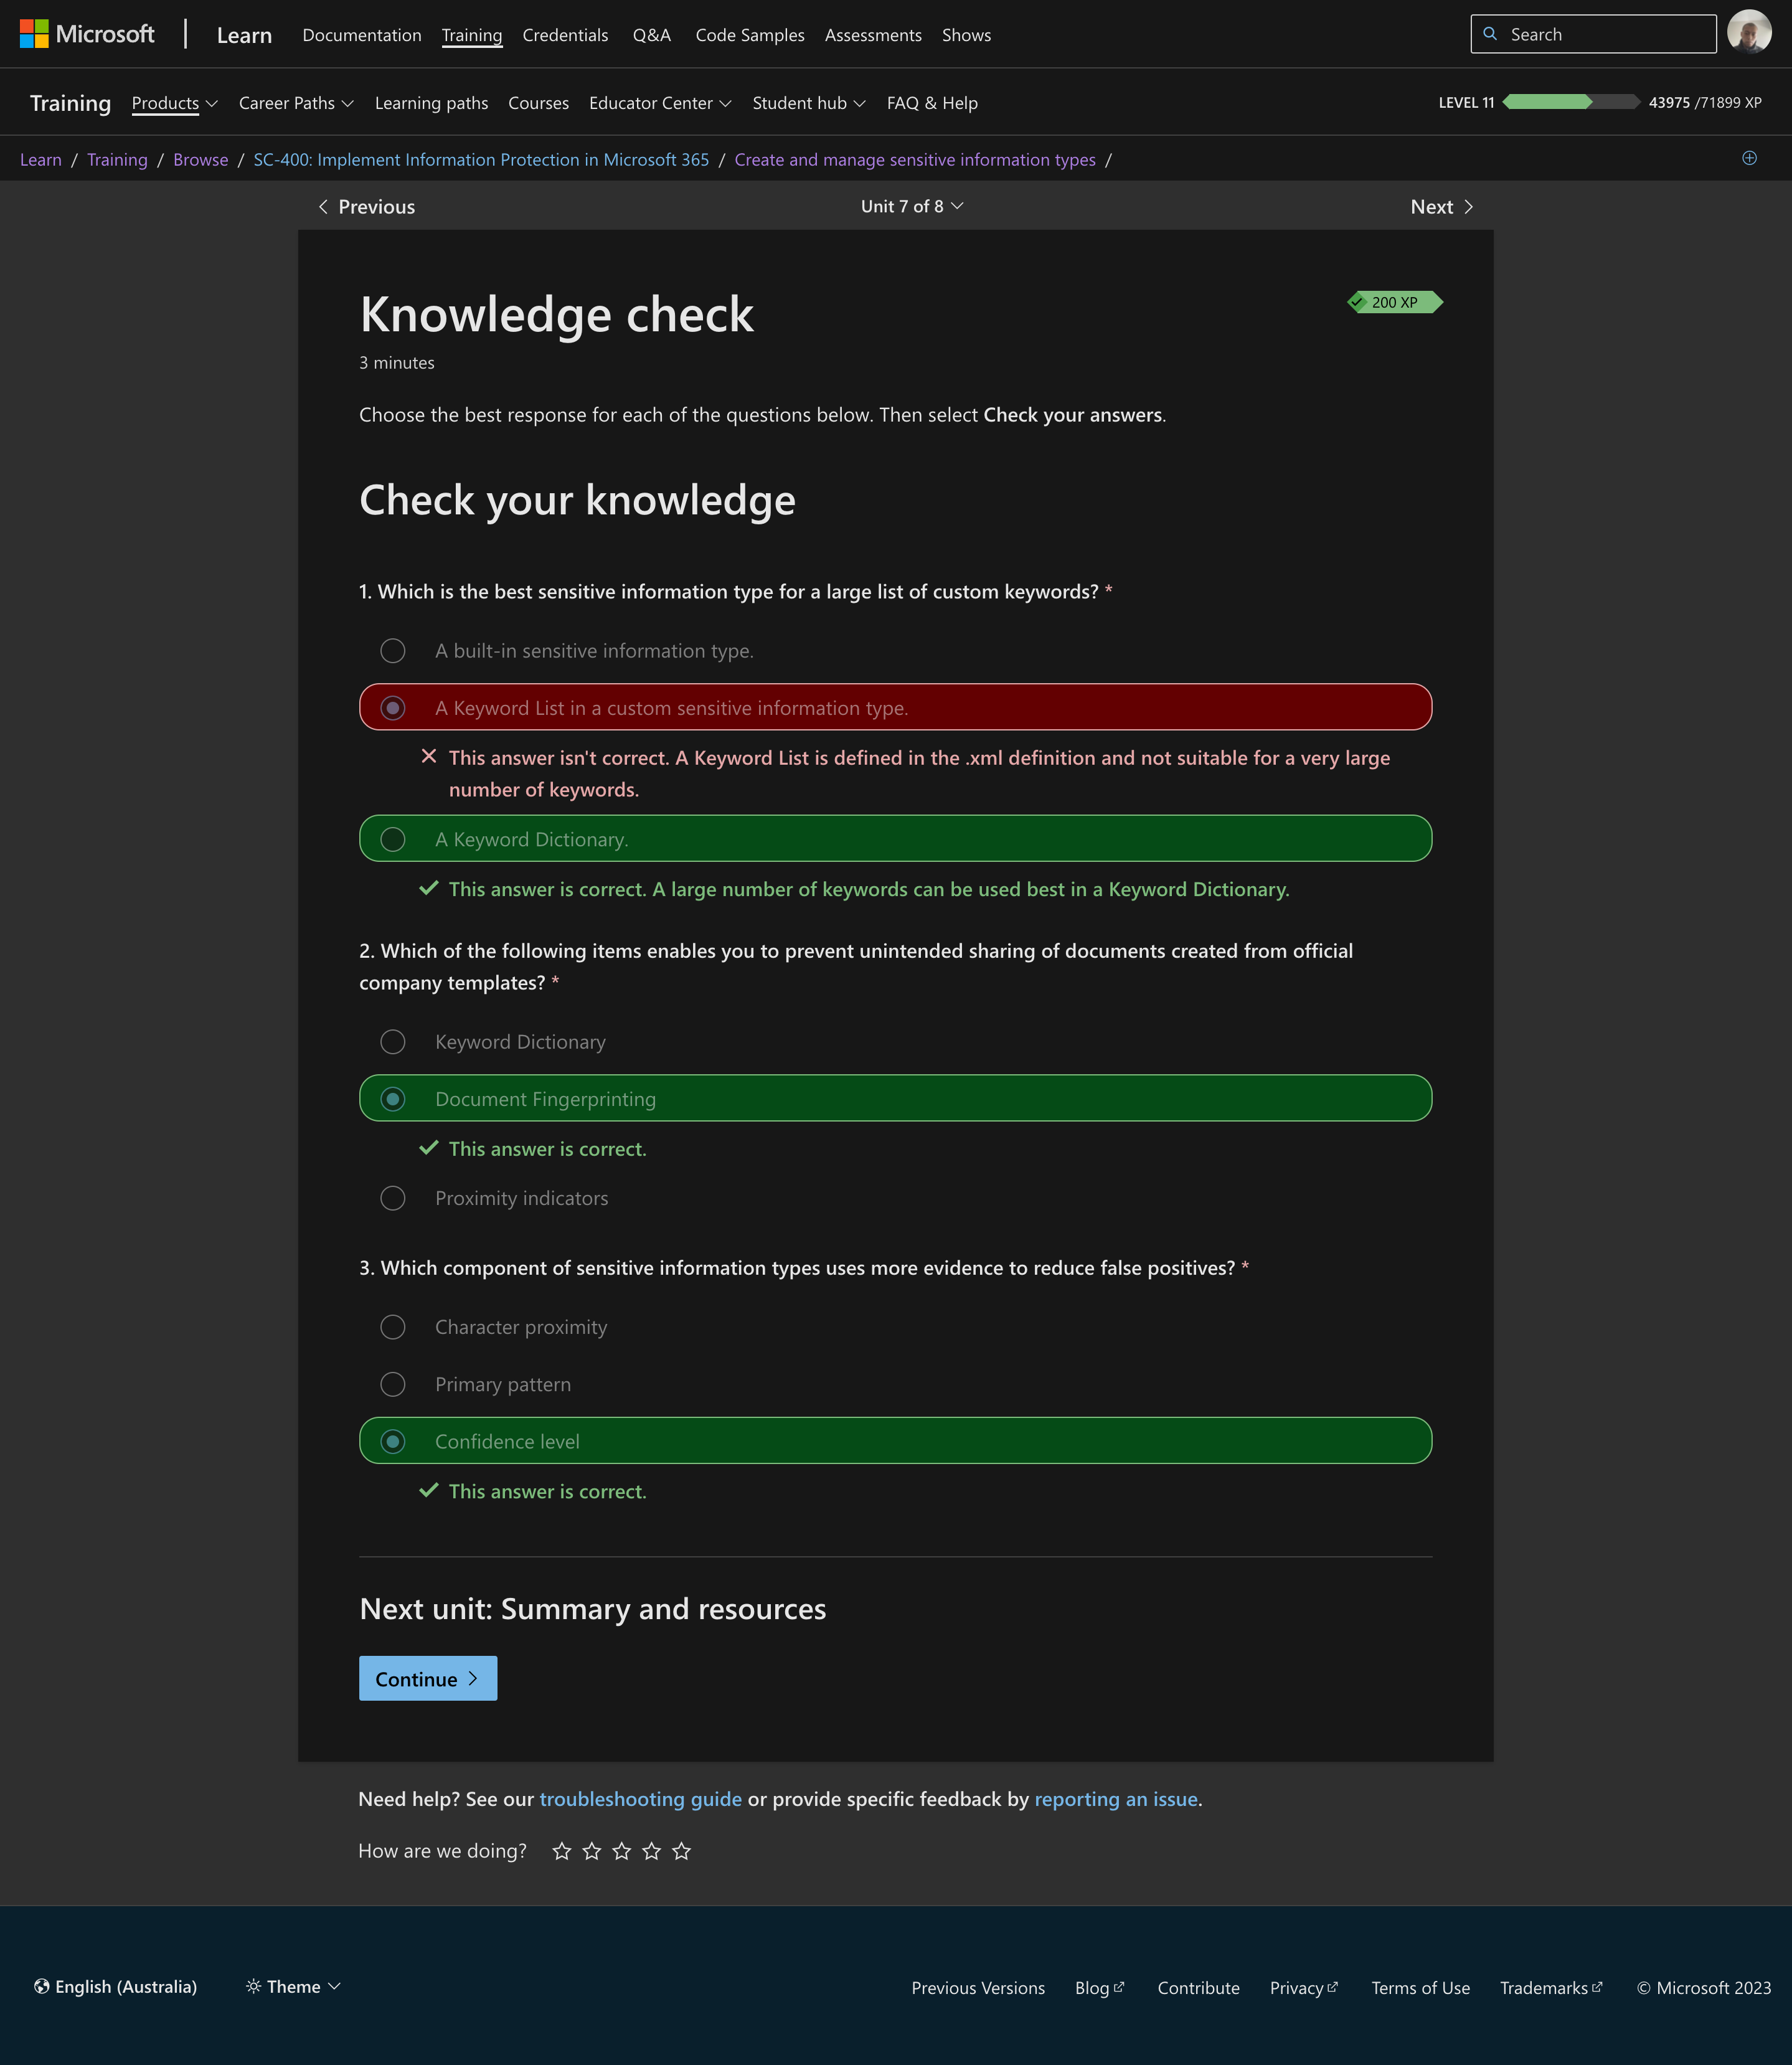 Microsoft
Learn
Documentation
Training
Credentials
Q&A
Code Samples
Assessments
Shows
Search
Training
Products
Career Paths
Learning paths
Courses
Educator Center
Student hub
FAQ & Help
LEVEL 11
43975 /71899 XP
Learn / Training / Browse / SC-400: Implement Information Protection in Microsoft 365 / Create and manage sensitive information types /
Previous
Unit 7 of 8
Next
Knowledge check
200 XP
3 minutes
Choose the best response for each of the questions below. Then select Check your answers.
Check your knowledge
1. Which is the best sensitive information type for a large list of custom keywords? *
A built-in sensitive information type.
A Keyword List in a custom sensitive information type.
This answer isn't correct. A Keyword List is defined in the .xml definition and not suitable for a very large
number of keywords.
A Keyword Dictionary.
This answer is correct. A large number of keywords can be used best in a Keyword Dictionary.
2. Which of the following items enables you to prevent unintended sharing of documents created from official
company templates? *
Keyword Dictionary
Document Fingerprinting
This answer is correct.
Proximity indicators
3. Which component of sensitive information types uses more evidence to reduce false positives? *
Character proximity
Primary pattern
Confidence level
This answer is correct.
Next unit: Summary and resources
Continue
Need help? See our troubleshooting guide or provide specific feedback by reporting an issue.
How are we doing?
English (Australia)
Theme
Previous Versions
Blog
Contribute
Privacy
Terms of Use
Trademarks
© Microsoft 2023